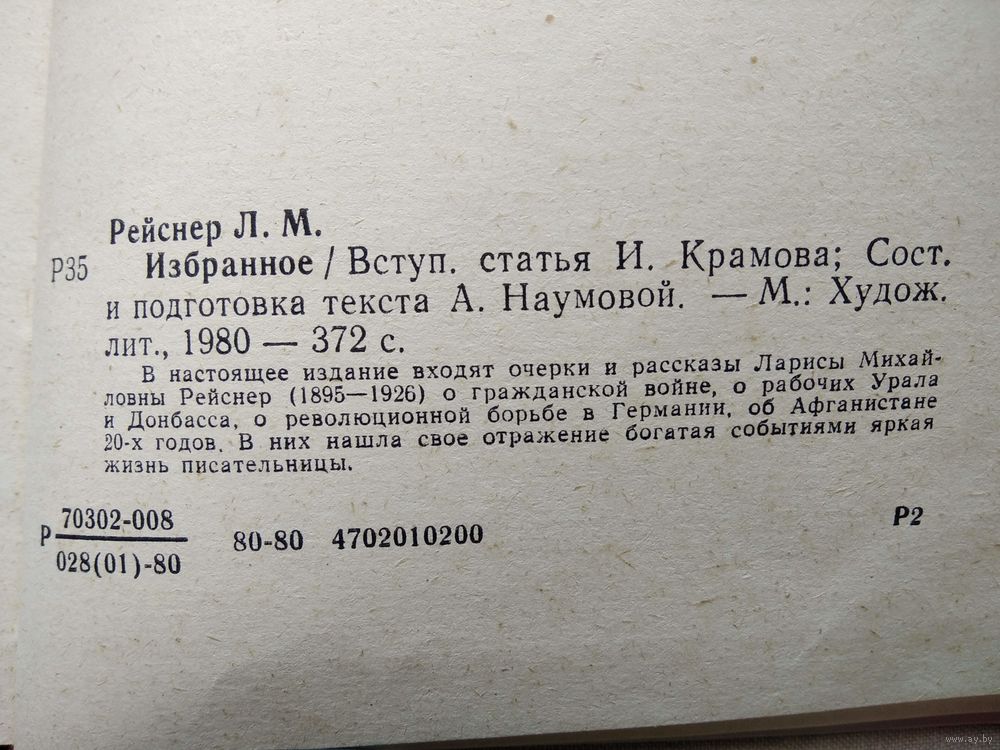 Рейснер Л. М.
Р35 Избранное / Вступ. статья И. Крамова; Сост.
и подготовка текста А. Наумовой. — М.: Худож.
лит., 1980 — 372 с.
В настоящее издание входят очерки и рассказы Ларисы Михай-
ловны Рейснер (1895—1926) о гражданской войне, о рабочих Урала
и Донбасса, о революционной борьбе в Германии, об Афганистане
20-х годов. В них нашла свое отражение богатая событиями яркая
жизнь писательницы.
Р 70302-008
028(01)-80
80-80 4702010200
Р2
www.ay.by